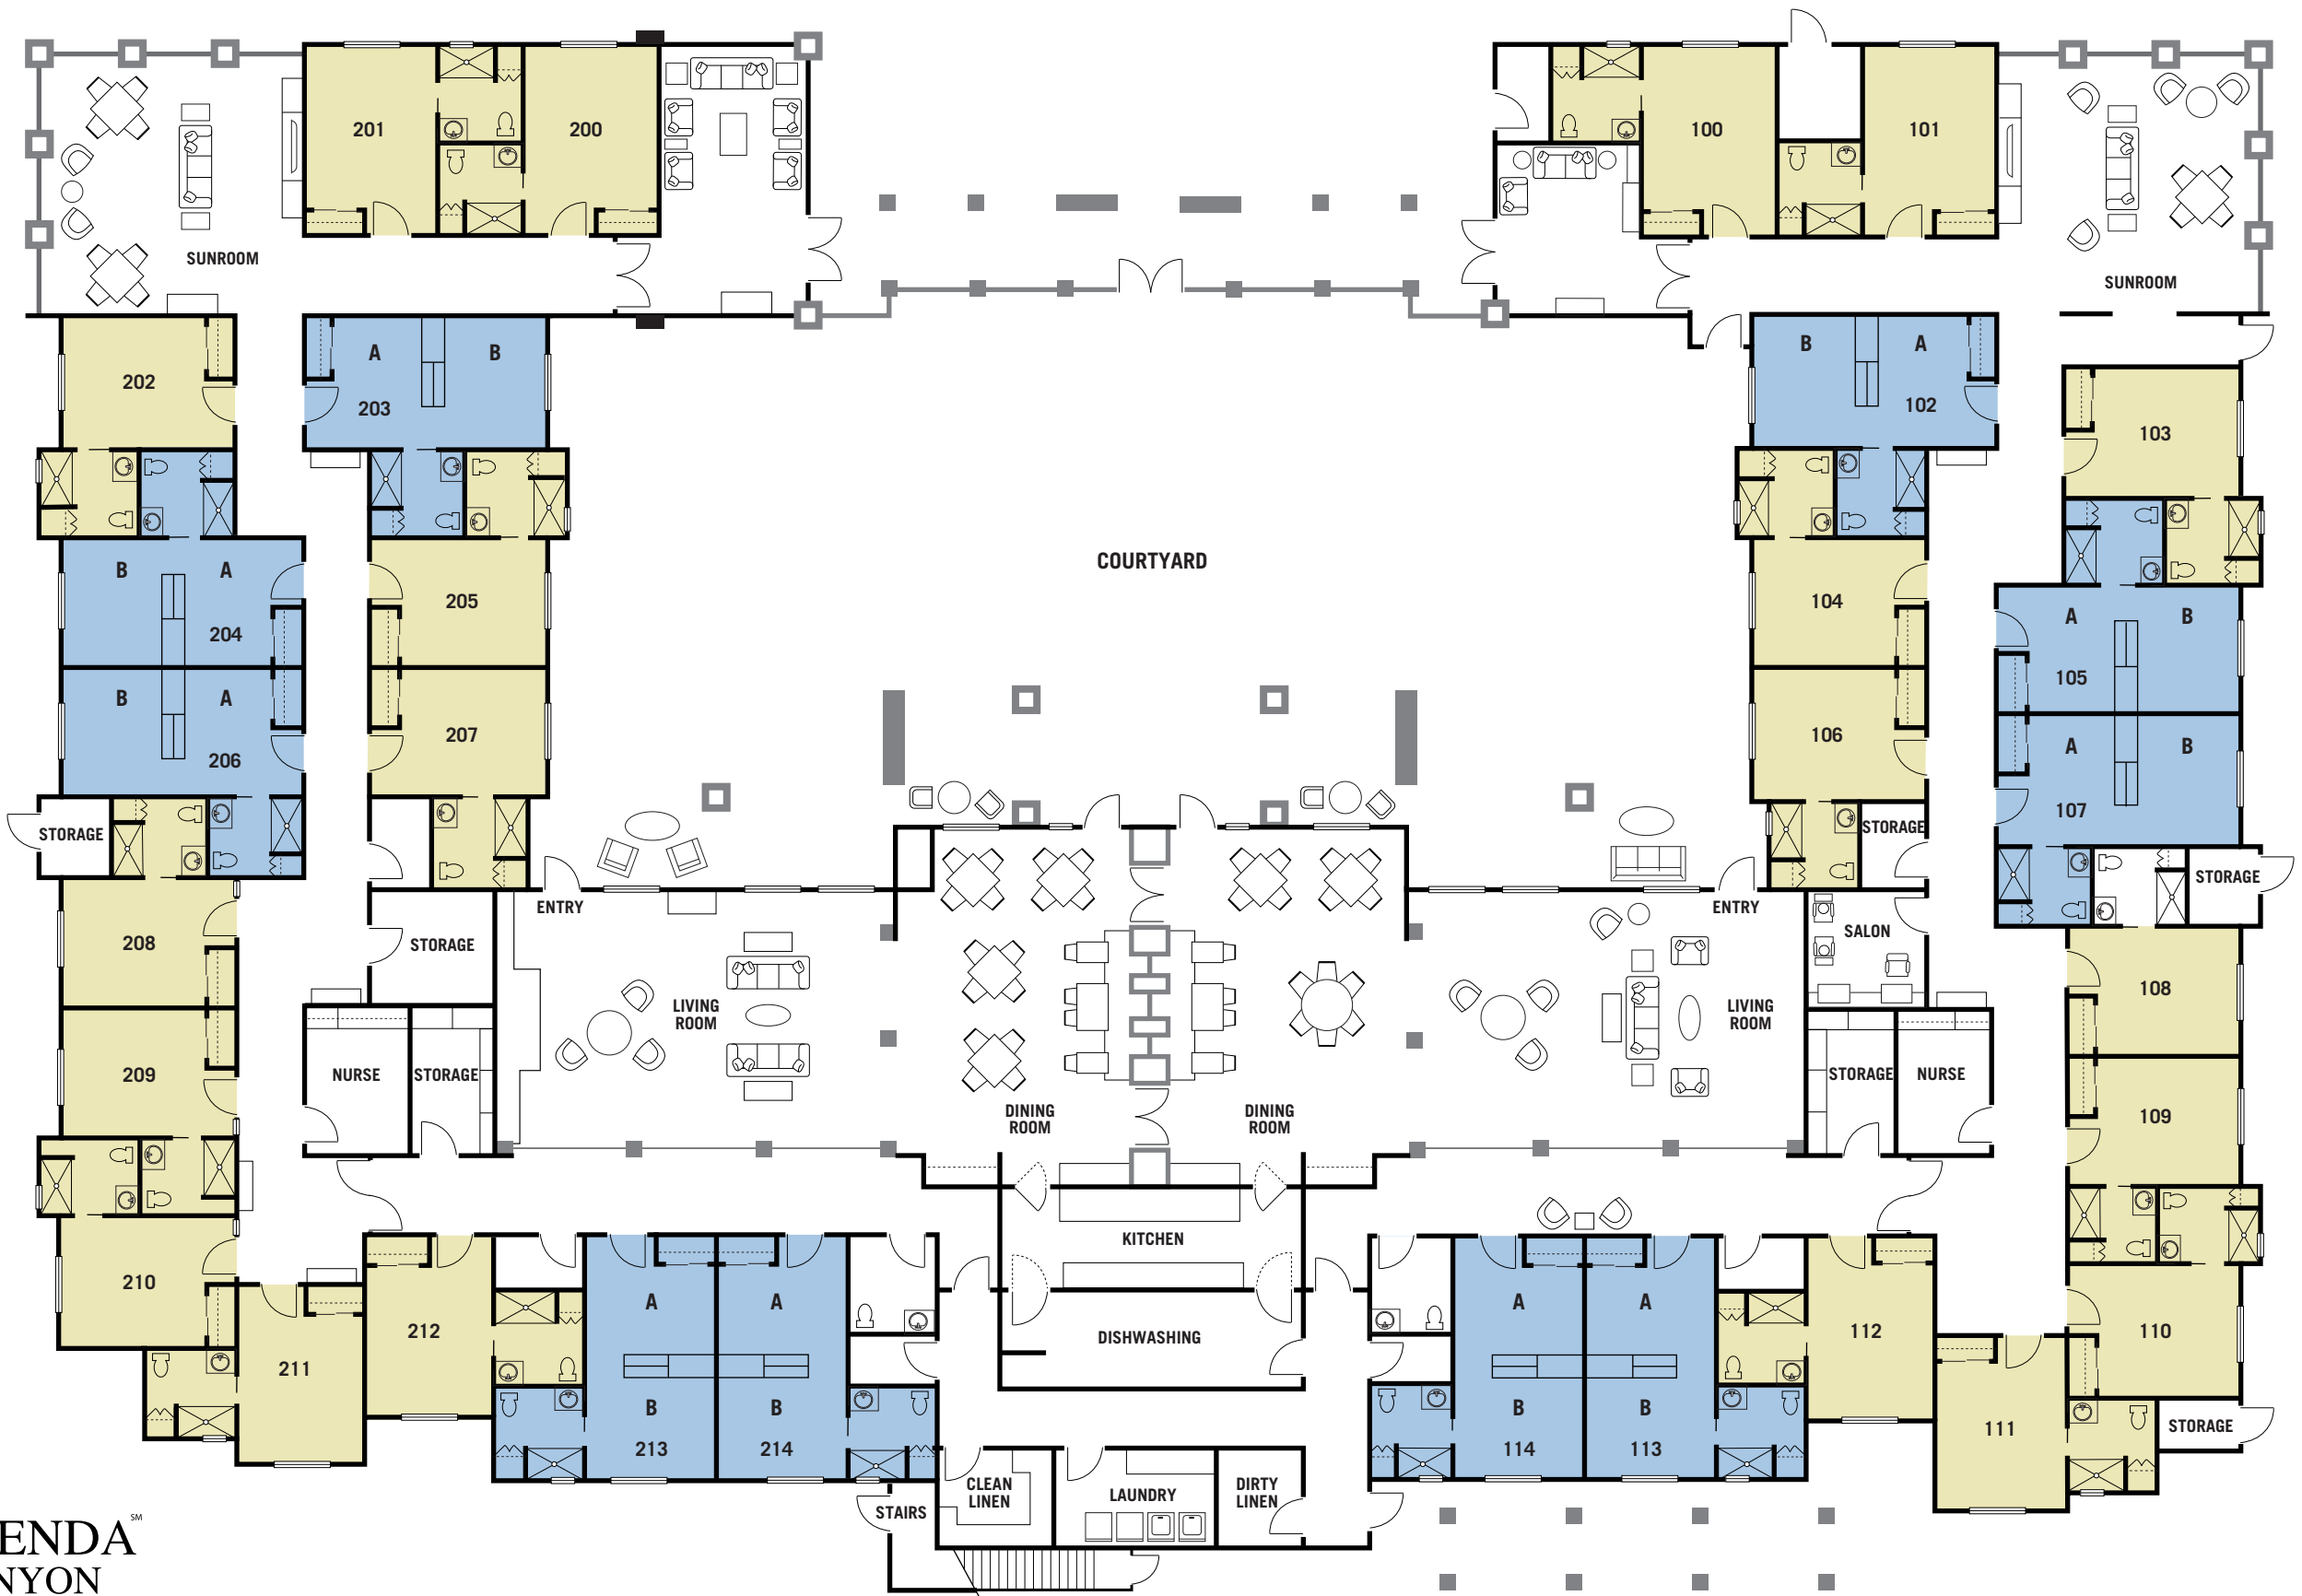 201
200
100
101
SUNROOM
SUNROOM
A
B
202
203
B
A
102
103
COURTYARD
B
A
204
205
104
A
B
105
B
A
206
207
106
A
B
107
STORAGE
STORAGE
STORAGE
ENTRY
ENTRY
208
STORAGE
SALON
108
LIVING
ROOM
LIVING
ROOM
209
NURSE
STORAGE
STORAGE
NURSE
109
DINING
ROOM
DINING
ROOM
KITCHEN
210
212
A
A
A
A
112
110
211
DISHWASHING
B
B
B
B
213
214
114
113
111
STORAGE
CLEAN
LINEN
LAUNDRY
DIRTY
LINEN
STAIRS
ENDA℠
NYON